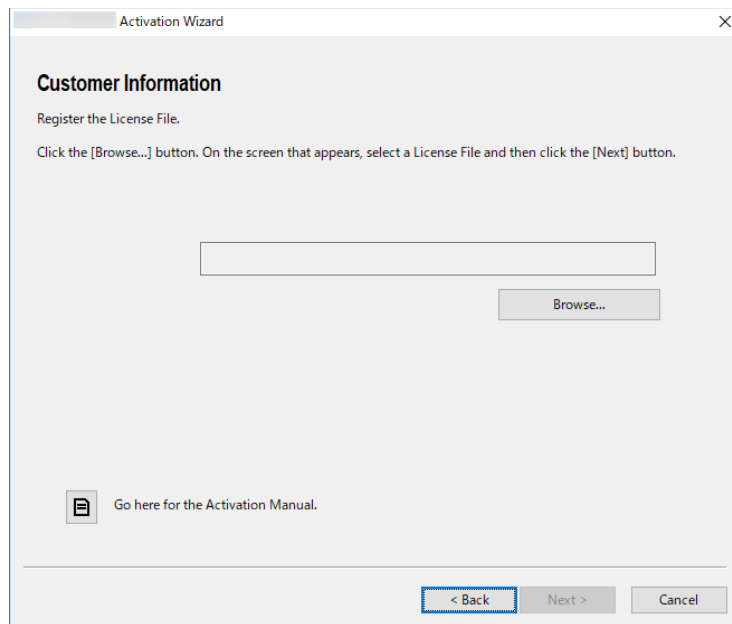 Activation Wizard
Customer Information
Register the License File.
Click the [Browse...] button. On the screen that appears, select a License File and then click the [Next] button.
Browse...
Go here for the Activation Manual.
< Back
Next >
Cancel